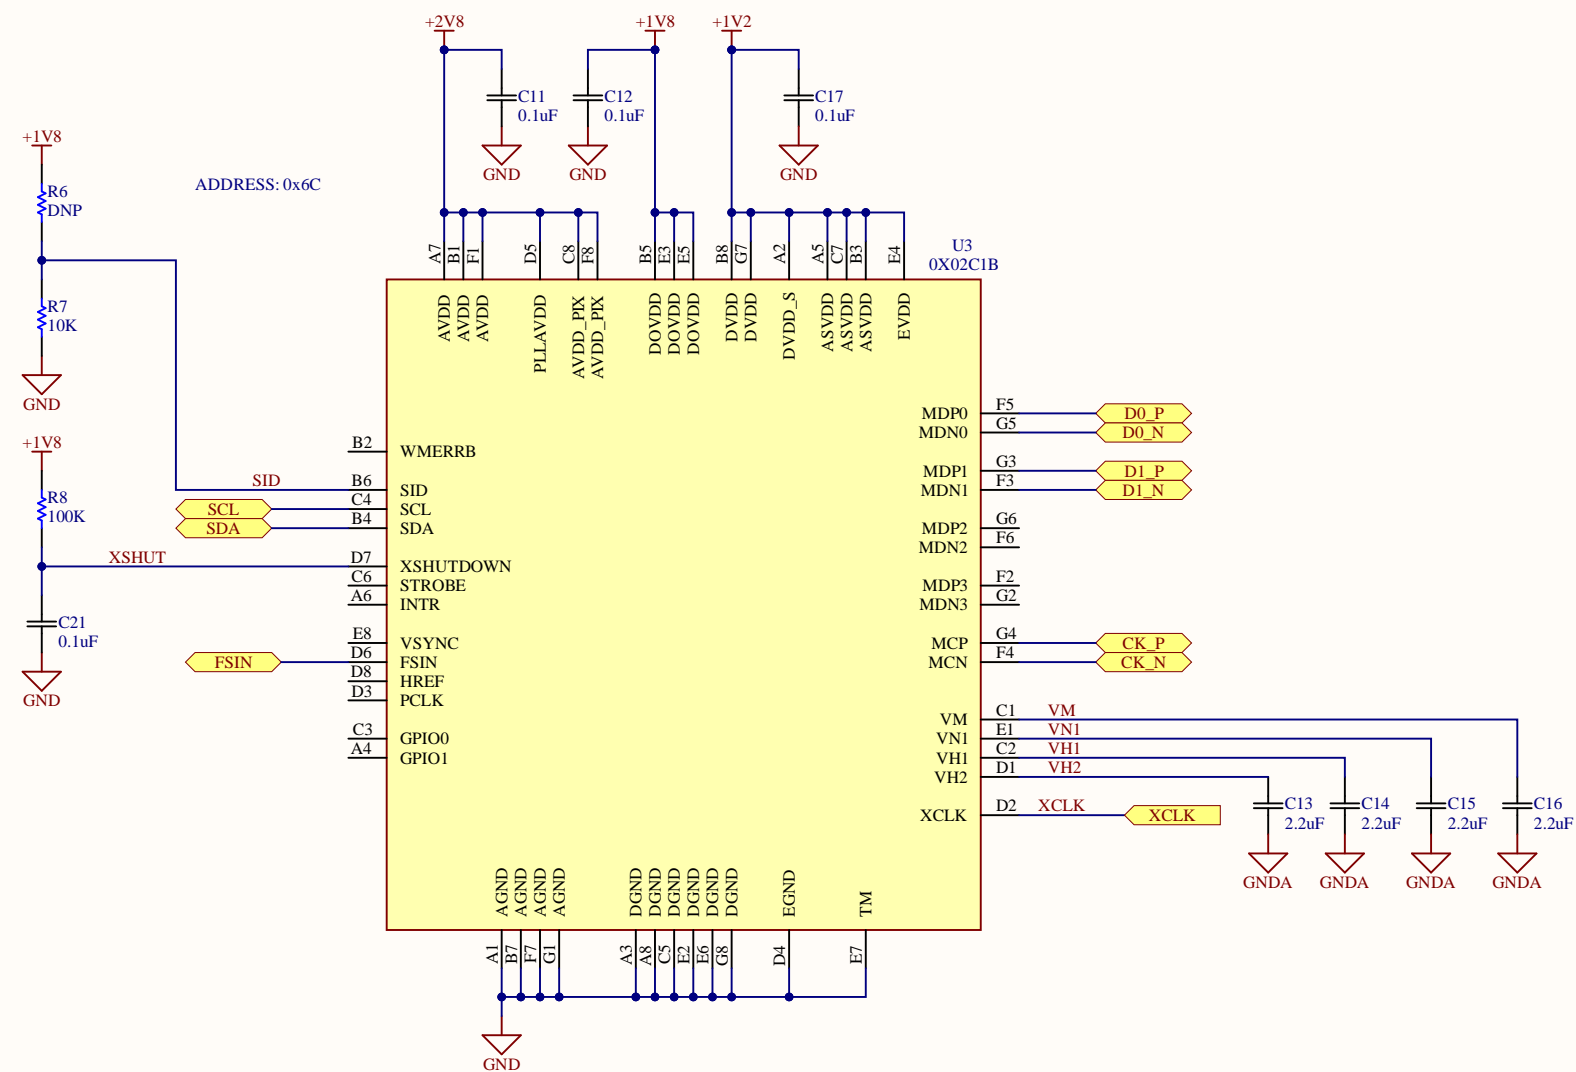 +2V8
+1V8
+1V2
C11
0.1uF
C12
0.1uF
C17
0.1uF
GND
GND
GND
+1V8
R6
DNP
ADDRESS: 0x6C
R7
10K
GND
+1V8
R8
100K
C21
0.1uF
GND
U3
0X02C1B
A7
B1
F1
D5
C8
F8
B5
E3
E5
B8
G7
A2
A5
C7
B3
E4
AVDD
AVDD
AVDD
PLLAVDD
AVDD_PIX
AVDD_PIX
DOVDD
DOVDD
DOVDD
DVDD
DVDD
DVDD_S
ASVDD
ASVDD
ASVDD
EVDD
B2 WMERRB
SID B6 SID
SCL C4 SCL
SDA B4 SDA
XSHUT D7 XSHUTDOWN
C6 STROBE
A6 INTR
E8 VSYNC
FSIN D6 FSIN
D8 HREF
D3 PCLK
C3 GPIO0
A4 GPIO1
MDP0 F5 D0_P
MDN0 G5 D0_N
MDP1 G3 D1_P
MDN1 F3 D1_N
MDP2 G6
MDN2 F6
MDP3 F2
MDN3 G2
MCP G4 CK_P
MCN F4 CK_N
VM C1 VM
VN1 E1 VN1
VH1 C2 VH1
VH2 D1 VH2
XCLK D2 XCLK XCLK
C13
2.2uF
C14
2.2uF
C15
2.2uF
C16
2.2uF
GNDA
GNDA
GNDA
GNDA
AGND
AGND
AGND
AGND
DGND
DGND
DGND
DGND
DGND
DGND
EGND
TM
A1
B7
F7
G1
A3
A8
C5
E2
E6
G8
D4
E7
GND